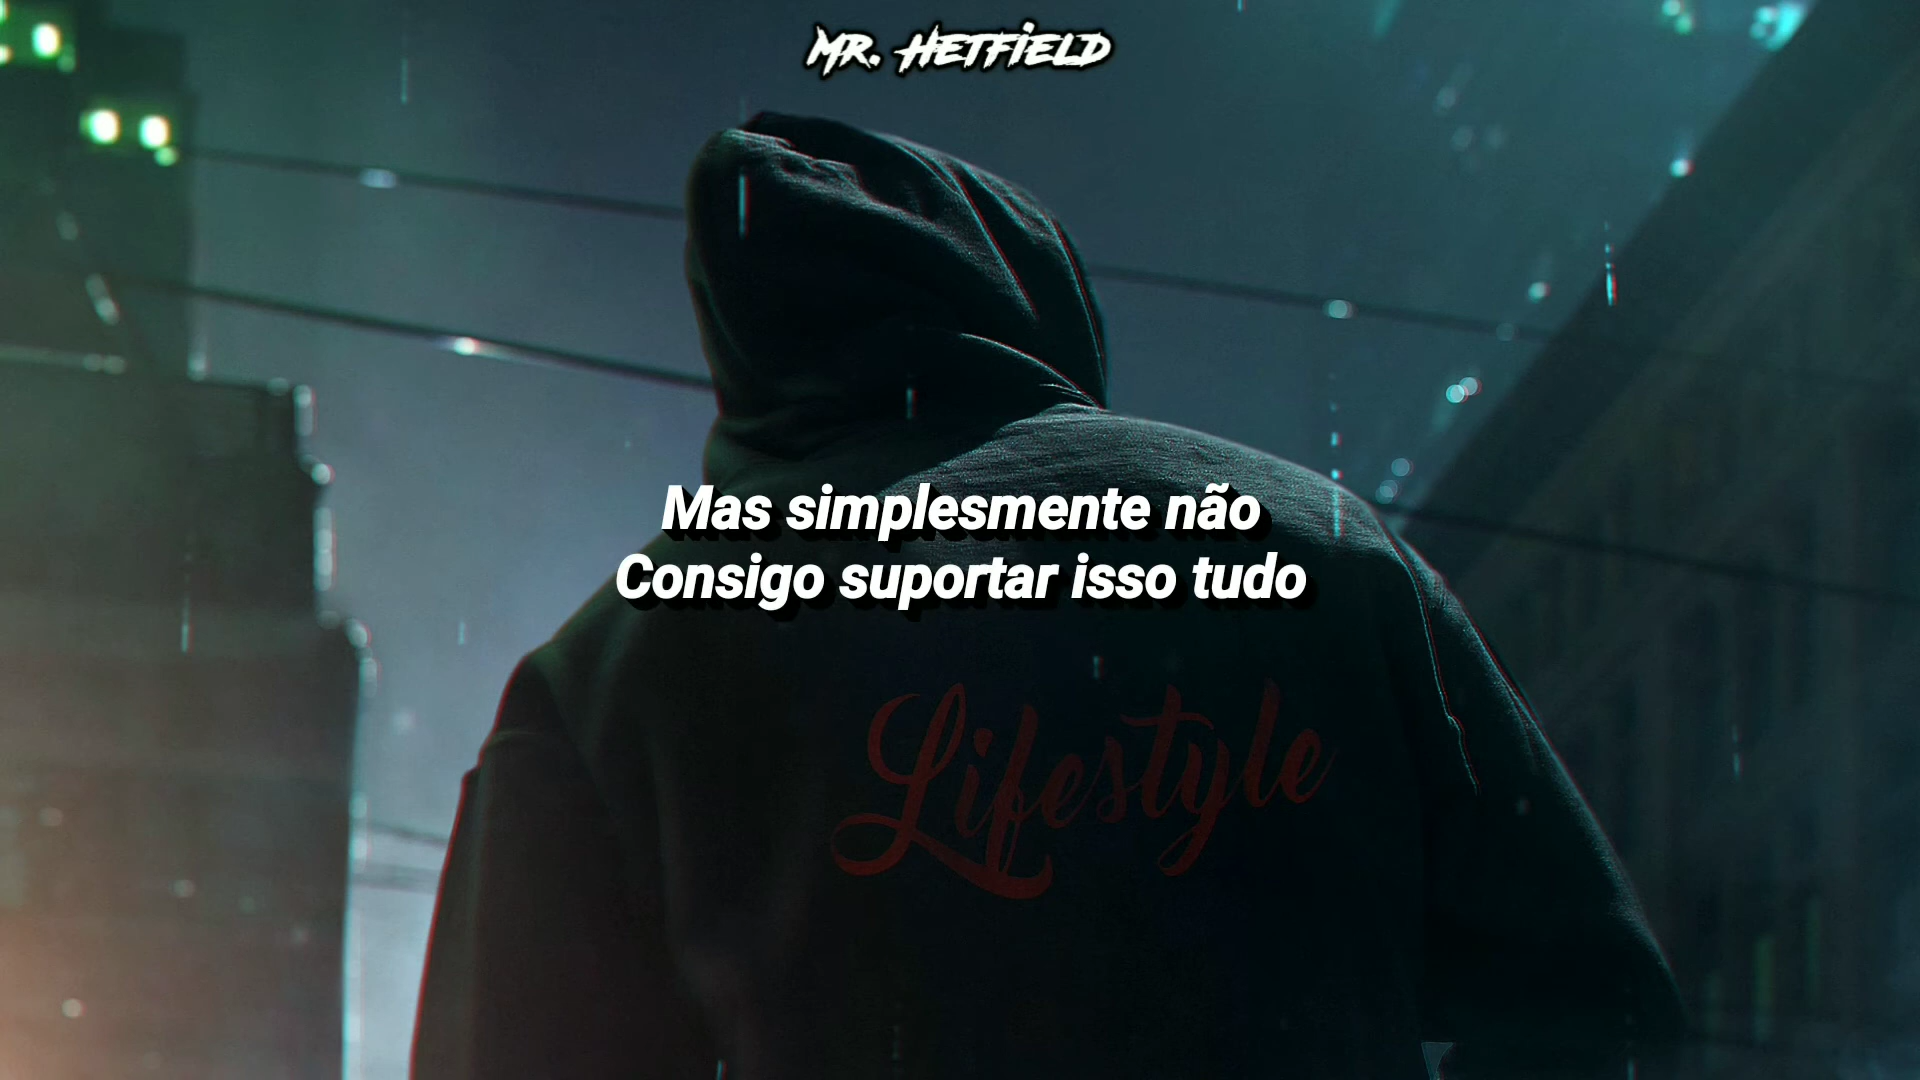 Mr. Hetfield
Mas simplesmente não
Consigo suportar isso tudo
Lifestyle